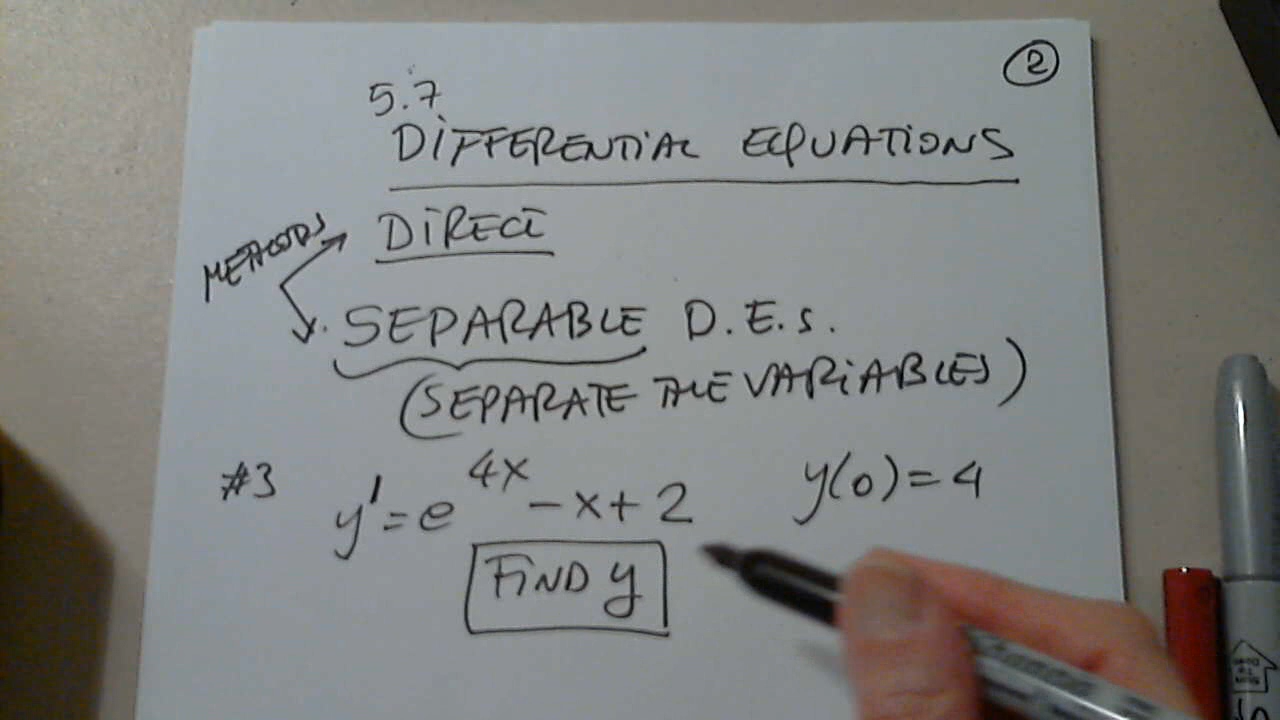 2
5.7
DIFFERENTIAL EQUATIONS
METHODS
DIRECT
SEPARABLE D.E.s.
(SEPARATE THE VARIABLES)
#3 y'=e^4x -x+2 y(0)=4
FIND y